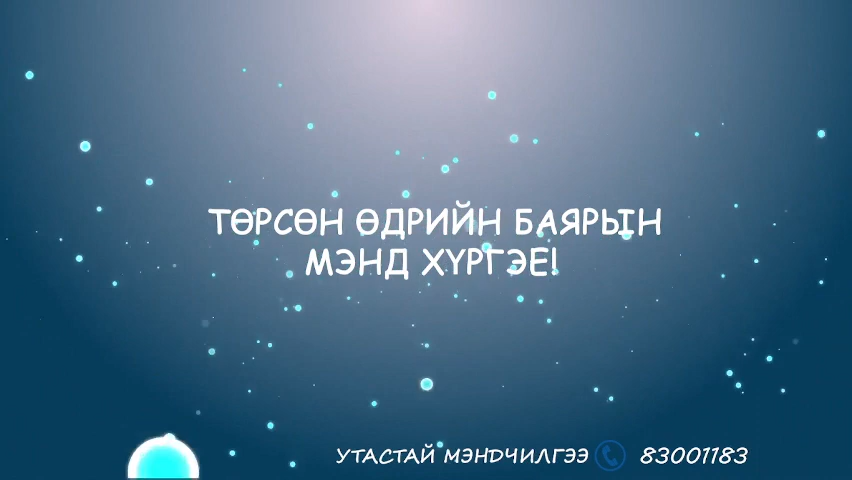 ТӨРСӨН ӨДРИЙН БАЯРЫН
МЭНД ХҮРГЭЕ!
УТАСТАЙ МЭНДЧИЛГЭЭ 83001183